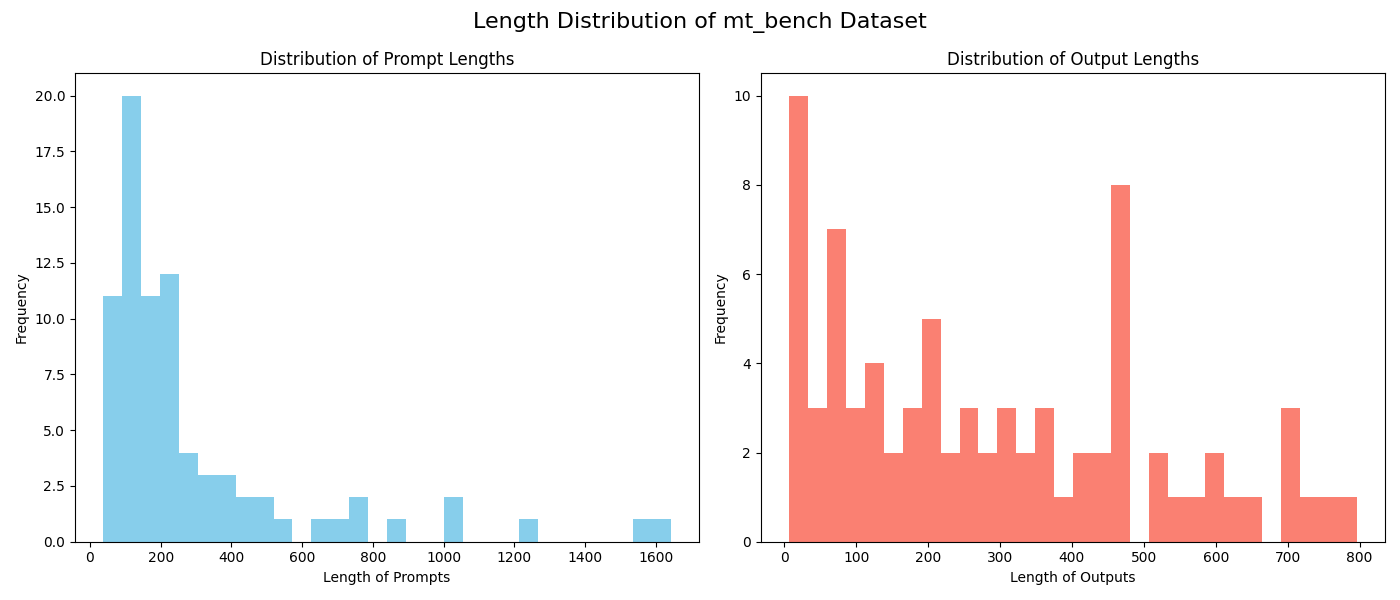 Length Distribution of mt_bench Dataset
Distribution of Prompt Lengths
20.0
17.5
15.0
12.5
10.0
7.5
5.0
2.5
0.0
Frequency
0 200 400 600 800 1000 1200 1400 1600
Length of Prompts
Distribution of Output Lengths
10
8
6
4
2
0
Frequency
0 100 200 300 400 500 600 700 800
Length of Outputs